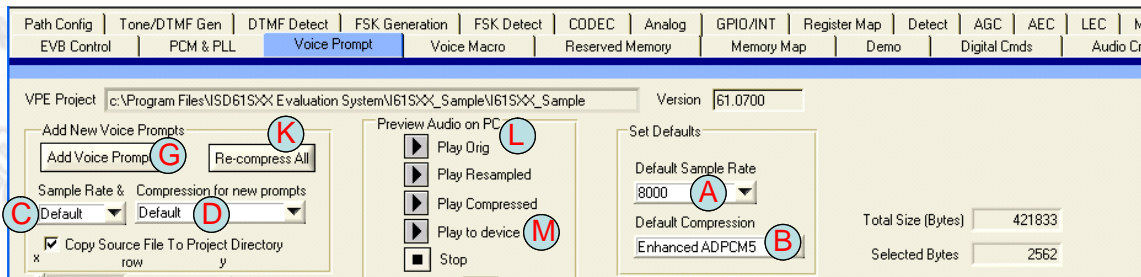 Path Config Tone/DTMF Gen DTMF Detect FSK Generation FSK Detect CODEC Analog GPIO/INT Register Map Detect AGC AEC LEC
EVB Control PCM & PLL Voice Prompt Voice Macro Reserved Memory Memory Map Demo Digital Cmds Audio
VPE Project c:\Program Files\ISD61SXX Evaluation System\I61SXX_Sample\I61SXX_Sample Version 61.0700
Add New Voice Prompts K
Add Voice Promp G Re-compress All
Sample Rate & Compression for new prompts
C Default Default D
Copy Source File To Project Directory
x row y
Preview Audio on PC L
Play Orig
Play Resampled
Play Compressed
Play to device M
Stop
Set Defaults
Default Sample Rate
8000 A
Default Compression
Enhanced ADPCM5 B
Total Size (Bytes) 421833
Selected Bytes 2562